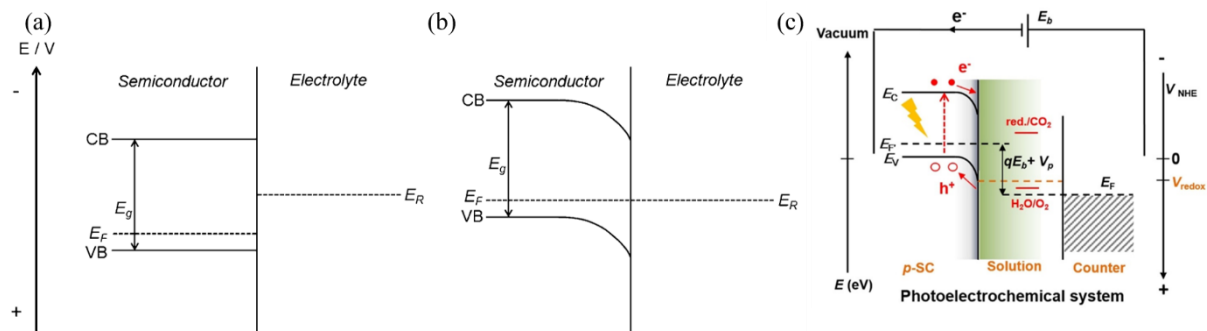 (a)
E / V
-
+
Semiconductor
Electrolyte
CB
E_g
E_F
VB
E_R
(b)
Semiconductor
Electrolyte
CB
E_g
E_F
VB
E_R
(c)
e⁻
E_b
Vacuum
-
V_NHE
e⁻
E_C
red./CO₂
E_F'
E_V
qE_b + V_p
0
h⁺
E_F
V_redox
H₂O/O₂
p-SC
Solution
Counter
E (eV)
+
Photoelectrochemical system